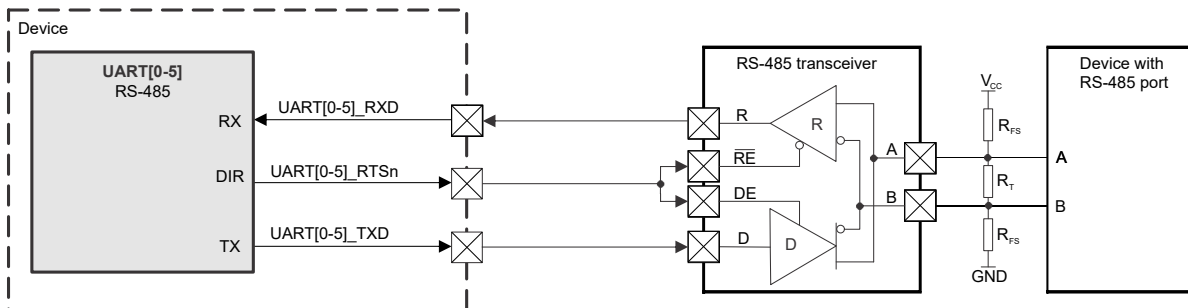 Device
UART[0-5]
RS-485
RX
DIR
TX
UART[0-5]_RXD
UART[0-5]_RTSn
UART[0-5]_TXD
RS-485 transceiver
R
R
RE
DE
D
D
A
B
VCC
RFS
RT
RFS
GND
Device with
RS-485 port
A
B